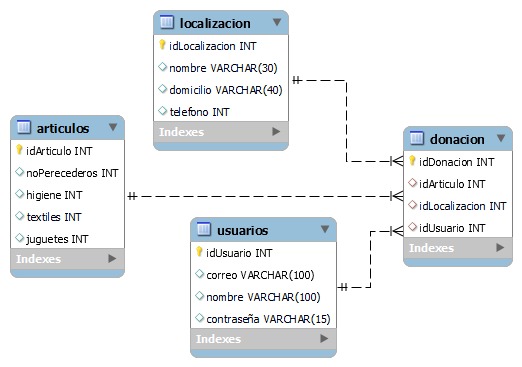 localizacion
idLocalizacion INT
nombre VARCHAR(30)
domicilio VARCHAR(40)
telefono INT
Indexes
articulos
idArticulo INT
noPerecederos INT
higiene INT
textiles INT
juguetes INT
Indexes
donacion
idDonacion INT
idArticulo INT
idLocalizacion INT
idUsuario INT
Indexes
usuarios
idUsuario INT
correo VARCHAR(100)
nombre VARCHAR(100)
contraseña VARCHAR(15)
Indexes